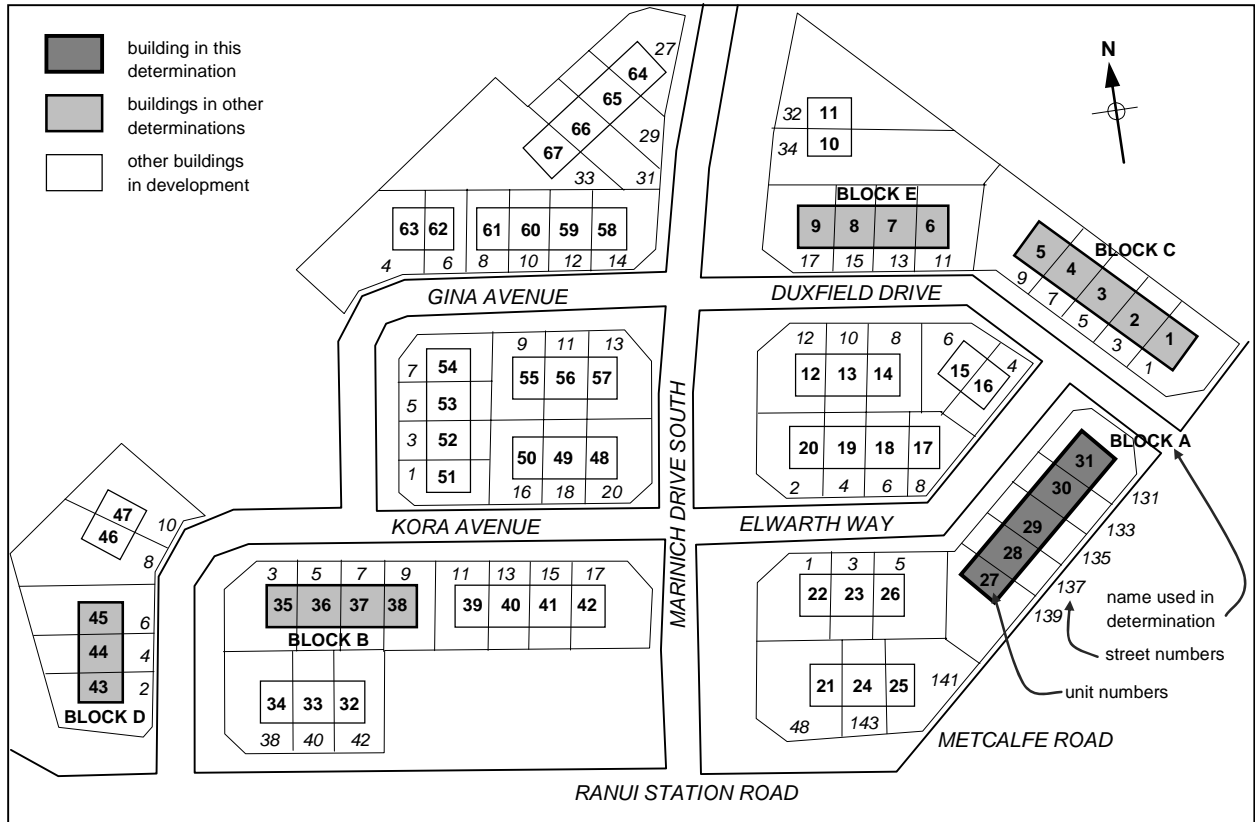 building in this
determination
buildings in other
determinations
other buildings
in development
N
27
64
65
66
67
29
31
33
32
11
34
10
BLOCK E
9 8 7 6
17 15 13 11
BLOCK C
5
4
3
2
1
9
7
5
3
1
63 62
61 60 59 58
4 6 8 10 12 14
GINA AVENUE
DUXFIELD DRIVE
7 54
5 53
3 52
1 51
9 11 13
55 56 57
50 49 48
16 18 20
MARINICH DRIVE SOUTH
12 10 8
12 13 14
6
4
15
16
20 19 18 17
2 4 6 8
BLOCK A
31
30
29
28
27
131
133
135
137
139
name used in
determination
street numbers
unit numbers
KORA AVENUE
ELWARTH WAY
47
46
10
8
45 6
44 4
43 2
BLOCK D
3 5 7 9
35 36 37 38
BLOCK B
11 13 15 17
39 40 41 42
34 33 32
38 40 42
1 3 5
22 23 26
21 24 25
48 143
141
METCALFE ROAD
RANUI STATION ROAD